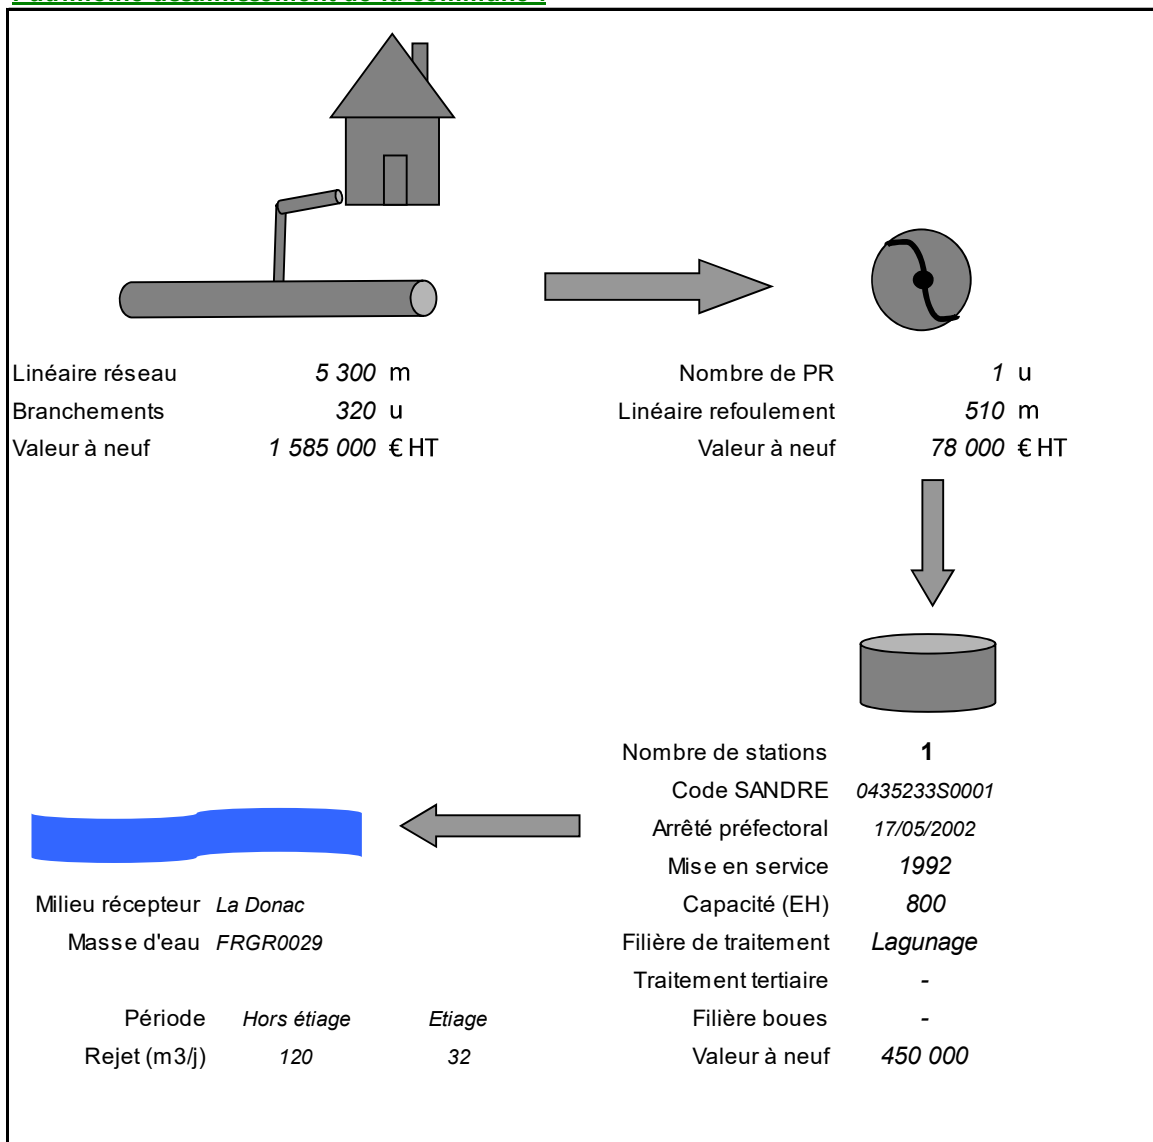 Linéaire réseau 5 300 m
Branchements 320 u
Valeur à neuf 1 585 000 € HT
Nombre de PR 1 u
Linéaire refoulement 510 m
Valeur à neuf 78 000 € HT
Nombre de stations 1
Code SANDRE 0435233S0001
Arrêté préfectoral 17/05/2002
Mise en service 1992
Capacité (EH) 800
Filière de traitement Lagunage
Traitement tertiaire -
Filière boues -
Valeur à neuf 450 000
Milieu récepteur La Donac
Masse d'eau FRGR0029
Période Hors étiage Etiage
Rejet (m3/j) 120 32